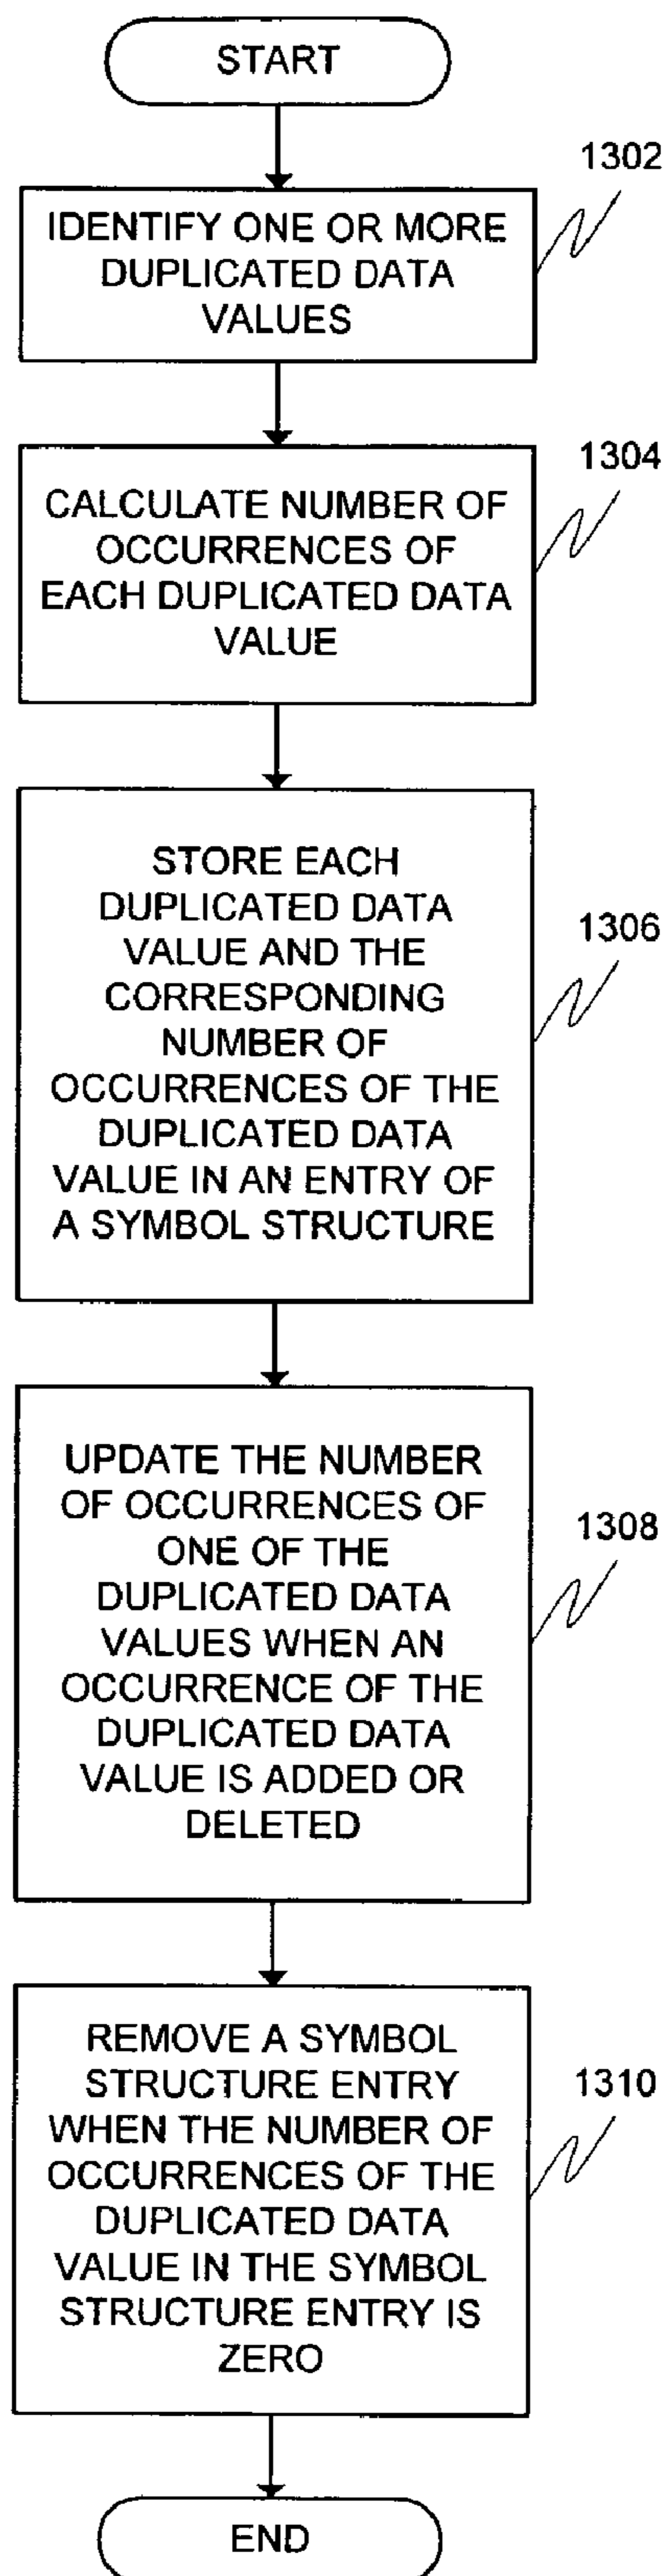 START
1302
IDENTIFY ONE OR MORE
DUPLICATED DATA
VALUES
1304
CALCULATE NUMBER OF
OCCURRENCES OF
EACH DUPLICATED DATA
VALUE
1306
STORE EACH
DUPLICATED DATA
VALUE AND THE
CORRESPONDING
NUMBER OF
OCCURRENCES OF THE
DUPLICATED DATA
VALUE IN AN ENTRY OF
A SYMBOL STRUCTURE
1308
UPDATE THE NUMBER
OF OCCURRENCES OF
ONE OF THE
DUPLICATED DATA
VALUES WHEN AN
OCCURRENCE OF THE
DUPLICATED DATA
VALUE IS ADDED OR
DELETED
1310
REMOVE A SYMBOL
STRUCTURE ENTRY
WHEN THE NUMBER OF
OCCURRENCES OF THE
DUPLICATED DATA
VALUE IN THE SYMBOL
STRUCTURE ENTRY IS
ZERO
END